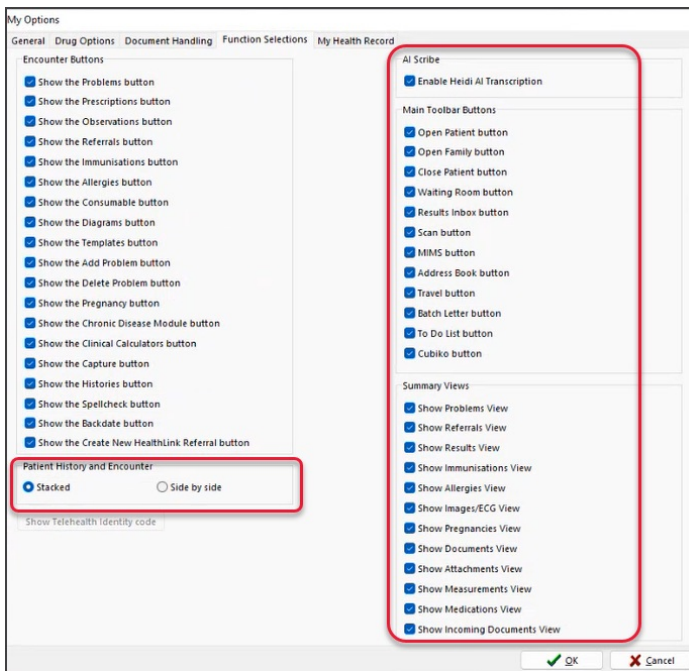 My Options
General Drug Options Document Handling Function Selections My Health Record
Encounter Buttons
Show the Problems button
Show the Prescriptions button
Show the Observations button
Show the Referrals button
Show the Immunisations button
Show the Allergies button
Show the Consumable button
Show the Diagrams button
Show the Templates button
Show the Add Problem button
Show the Delete Problem button
Show the Pregnancy button
Show the Chronic Disease Module button
Show the Clinical Calculators button
Show the Capture button
Show the Histories button
Show the Spellcheck button
Show the Backdate button
Show the Create New HealthLink Referral button
Patient History and Encounter
Stacked Side by side
Show Telehealth Identity code
AI Scribe
Enable Heidi AI Transcription
Main Toolbar Buttons
Open Patient button
Open Family button
Close Patient button
Waiting Room button
Results Inbox button
Scan button
MIMS button
Address Book button
Travel button
Batch Letter button
To Do List button
Cubiko button
Summary Views
Show Problems View
Show Referrals View
Show Results View
Show Immunisations View
Show Allergies View
Show Images/ECG View
Show Pregnancies View
Show Documents View
Show Attachments View
Show Measurements View
Show Medications View
Show Incoming Documents View
OK Cancel